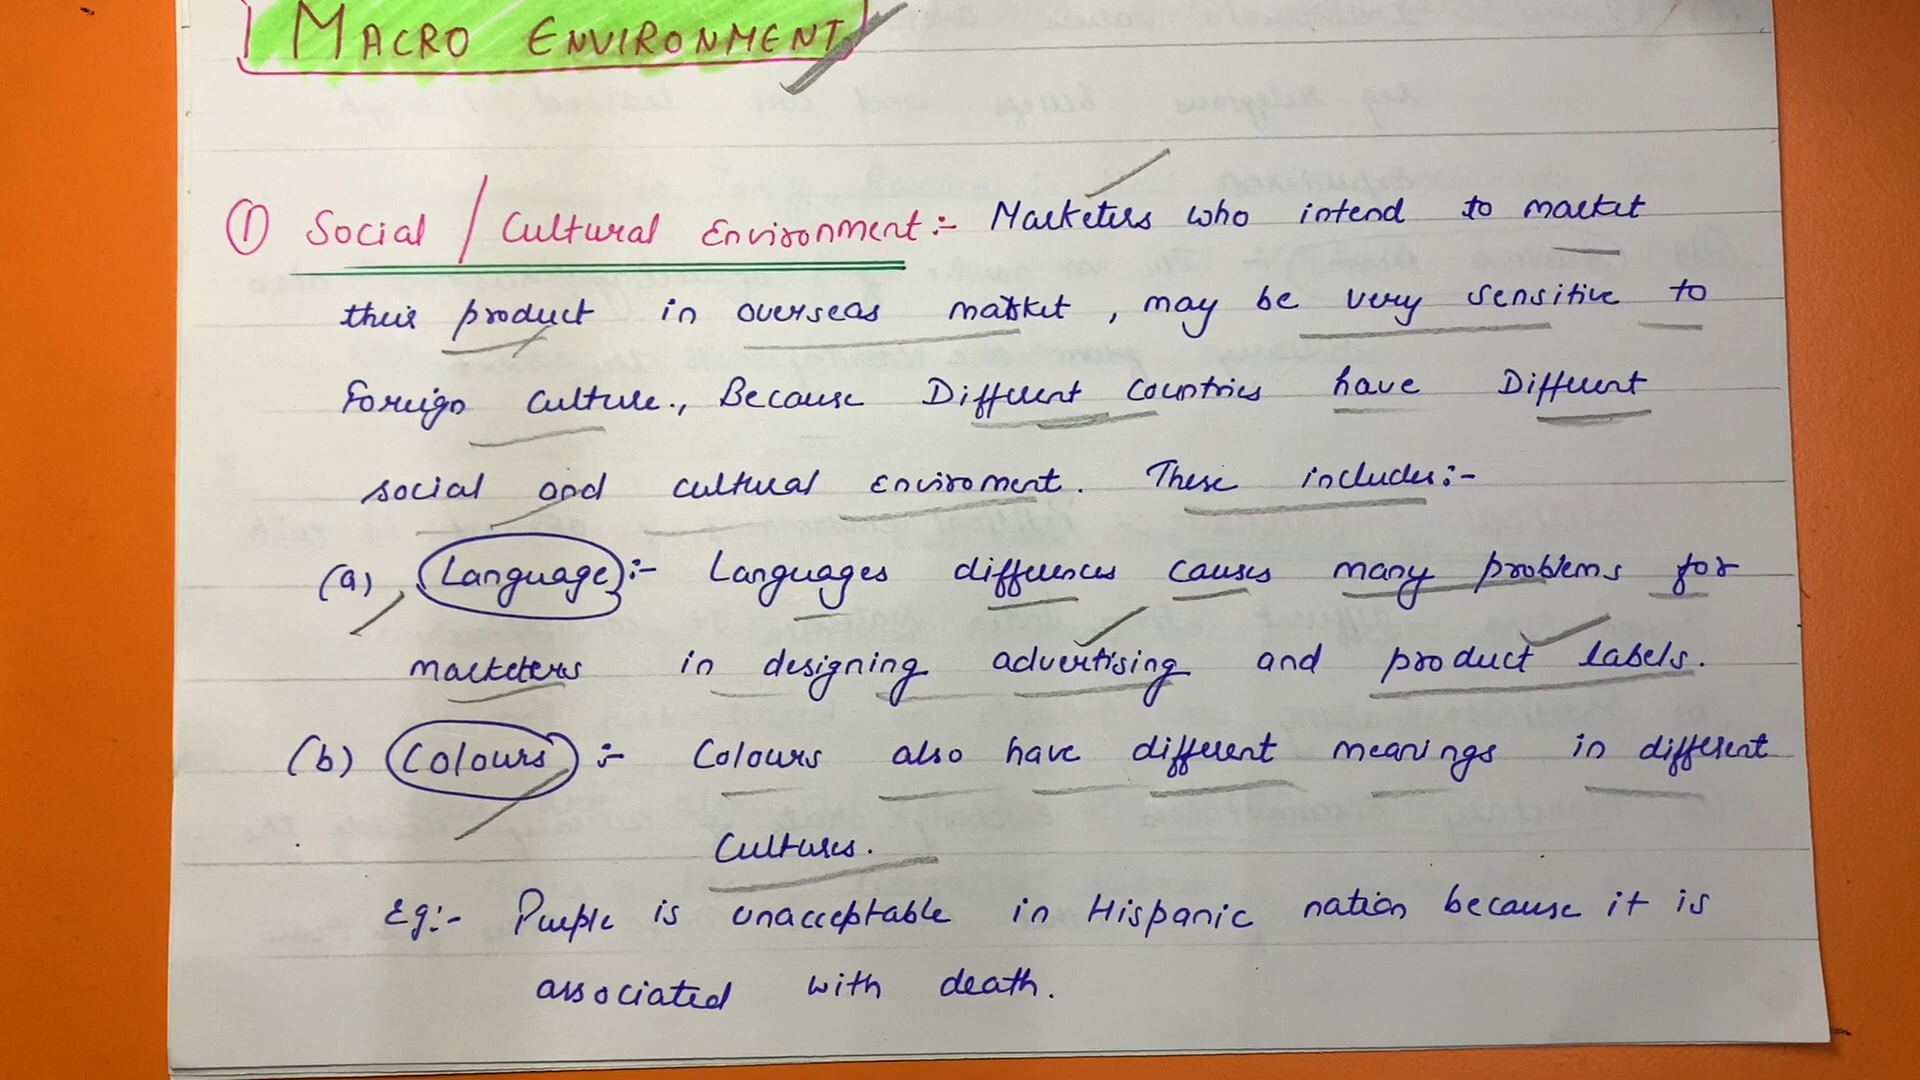 MACRO ENVIRONMENT
① Social / Cultural Environment:- Marketers who intend to market
their product in overseas market, may be very sensitive to
Foreign culture., Because Different countries have Different
social and cultural enviroment. These includes:-
(a) Language:- Languages differences causes many problems for
marketers in designing advertising and product labels.
(b) Colours :- Colours also have different meanings in different
Cultures.
Eg:- Purple is unacceptable in Hispanic nation because it is
associated with death.